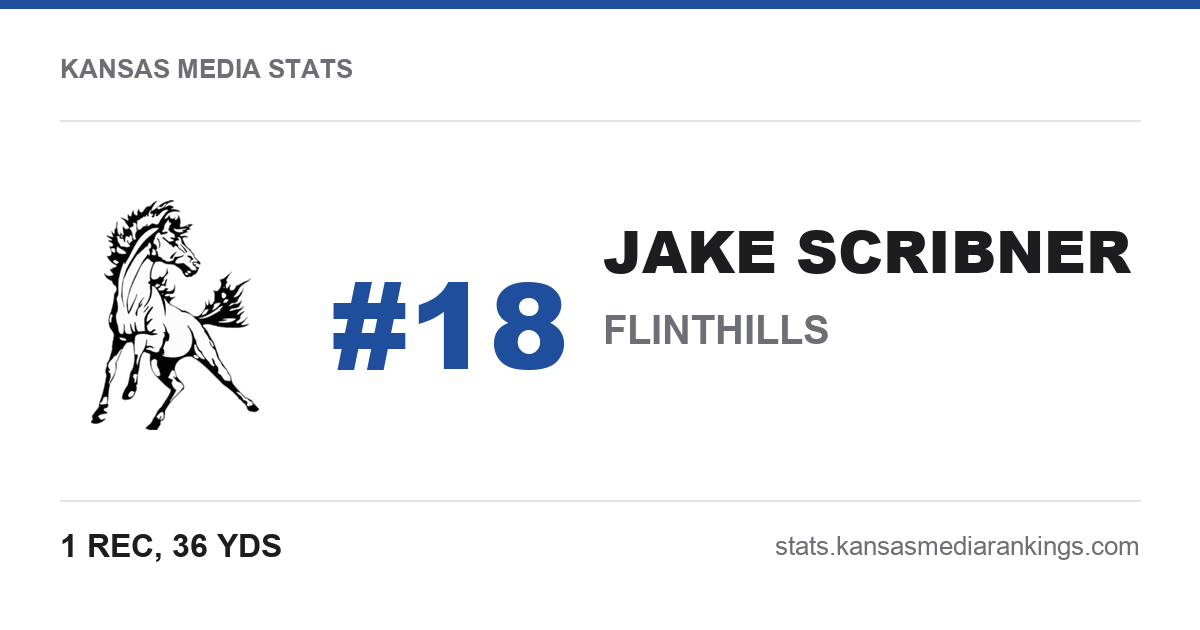 KANSAS MEDIA STATS
#18
JAKE SCRIBNER
FLINTHILLS
1 REC, 36 YDS
stats.kansasmediarankings.com